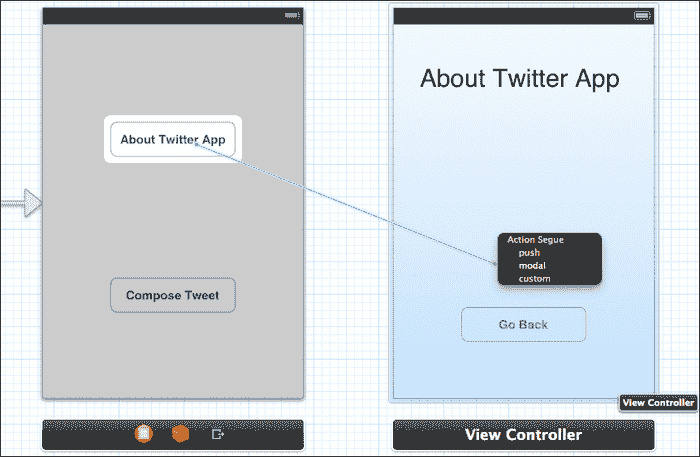 About Twitter App
Compose Tweet
About Twitter App
Action Segue
push
modal
custom
Go Back
View Controller
View Controller